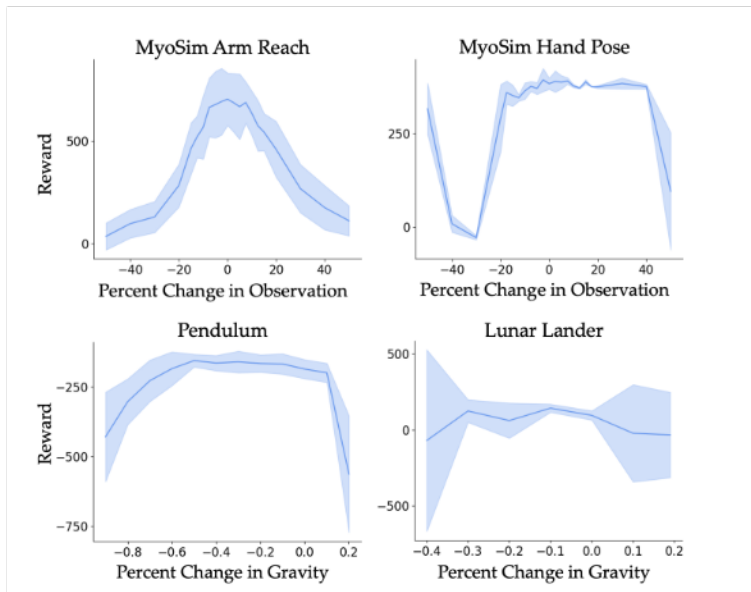 MyoSim Arm Reach
MyoSim Hand Pose
Reward
500
0
−40 −20 0 20 40
Percent Change in Observation
250
0
−40 −20 0 20 40
Percent Change in Observation
Pendulum
Lunar Lander
Reward
−250
−500
−750
−0.8 −0.6 −0.4 −0.2 0.0 0.2
Percent Change in Gravity
500
0
−500
−0.4 −0.3 −0.2 −0.1 0.0 0.1 0.2
Percent Change in Gravity